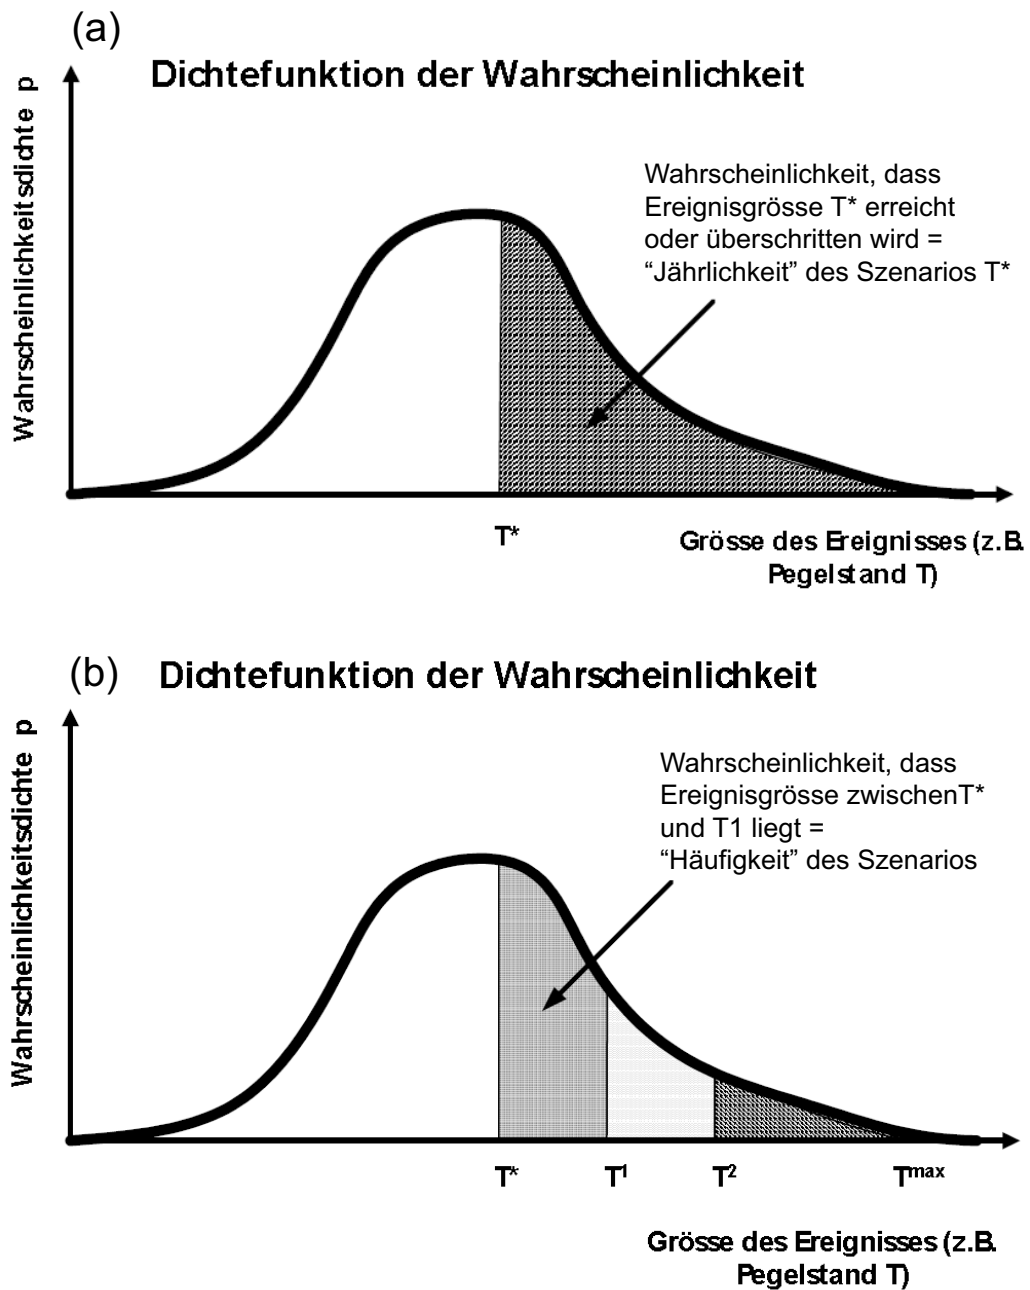 (a)
Dichtefunktion der Wahrscheinlichkeit
Wahrscheinlichkeitsdichte p
Wahrscheinlichkeit, dass
Ereignisgrösse T* erreicht
oder überschritten wird =
“Jährlichkeit” des Szenarios T*
T*
Grösse des Ereignisses (z.B.
Pegelstand T)
(b)
Dichtefunktion der Wahrscheinlichkeit
Wahrscheinlichkeitsdichte p
Wahrscheinlichkeit, dass
Ereignisgrösse zwischenT*
und T1 liegt =
“Häufigkeit” des Szenarios
T* T¹ T² Tmax
Grösse des Ereignisses (z.B.
Pegelstand T)